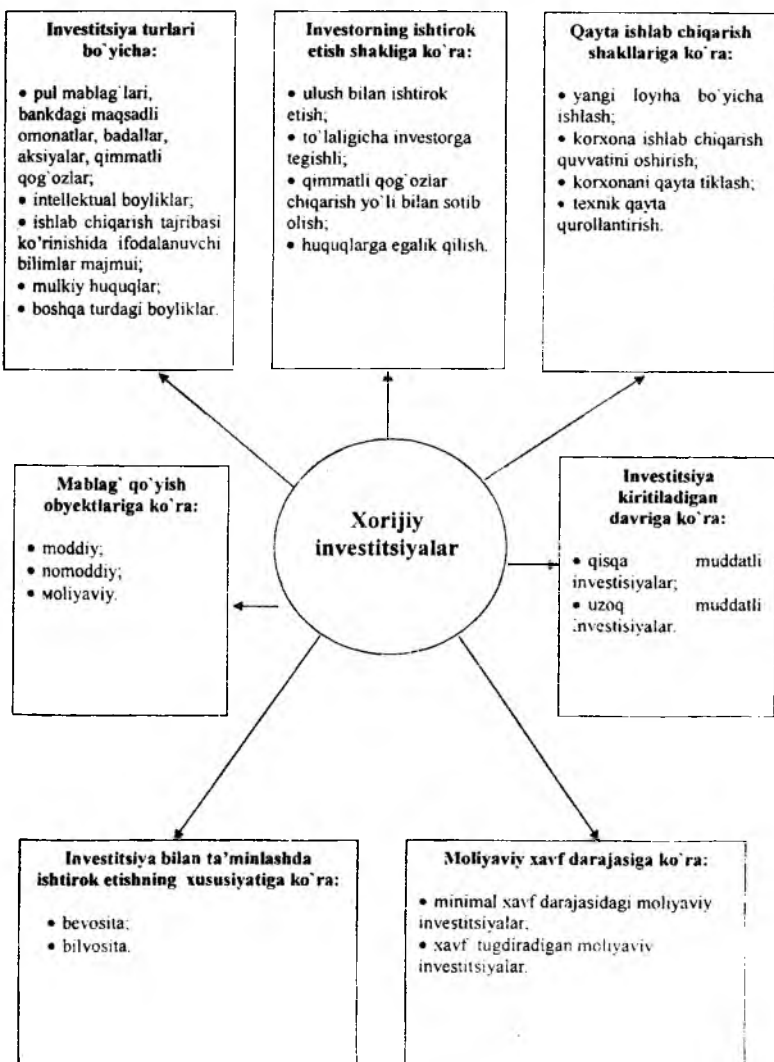 Investitsiya turlari
bo`yicha:
• pul mablag`lari,
bankdagi maqsadli
omonatlar, badallar,
aksiyalar, qimmatli
qog`ozlar;
• intellektual boyliklar;
• ishlab chiqarish tajribasi
ko'rinishida ifodalanuvchi
bilimlar majmui;
• mulkiy huquqlar;
• boshqa turdagi boyliklar.
Investorning ishtirok
etish shakliga ko`ra:
• ulush bilan ishtirok
etish;
• to`laligicha investorga
tegishli;
• qimmatli qog`ozlar
chiqarish yo`li bilan sotib
olish;
• huquqlarga egalik qilish.
Qayta ishlab chiqarish
shakllariga ko`ra:
• yangi loyiha bo`yicha
ishlash;
• korxona ishlab chiqarish
quvvatini oshirish;
• korxonani qayta tiklash;
• texnik qayta
qurollantirish.
Mablag` qo`yish
obyektlariga ko`ra:
• moddiy;
• nomoddiy;
• moliyaviy.
Xorijiy
investitsiyalar
Investitsiya
kiritiladigan
davriga ko`ra:
• qisqa muddatli
investisiyalar;
• uzoq muddatli
investisiyalar.
Investitsiya bilan ta’minlashda
ishtirok etishning xususiyatiga ko`ra:
• bevosita;
• bilvosita.
Moliyaviy xavf darajasiga ko`ra:
• minimal xavf darajasidagi moliyaviy
investitsiyalar.
• xavf tugdiradigan moliyaviy
investitsiyalar.